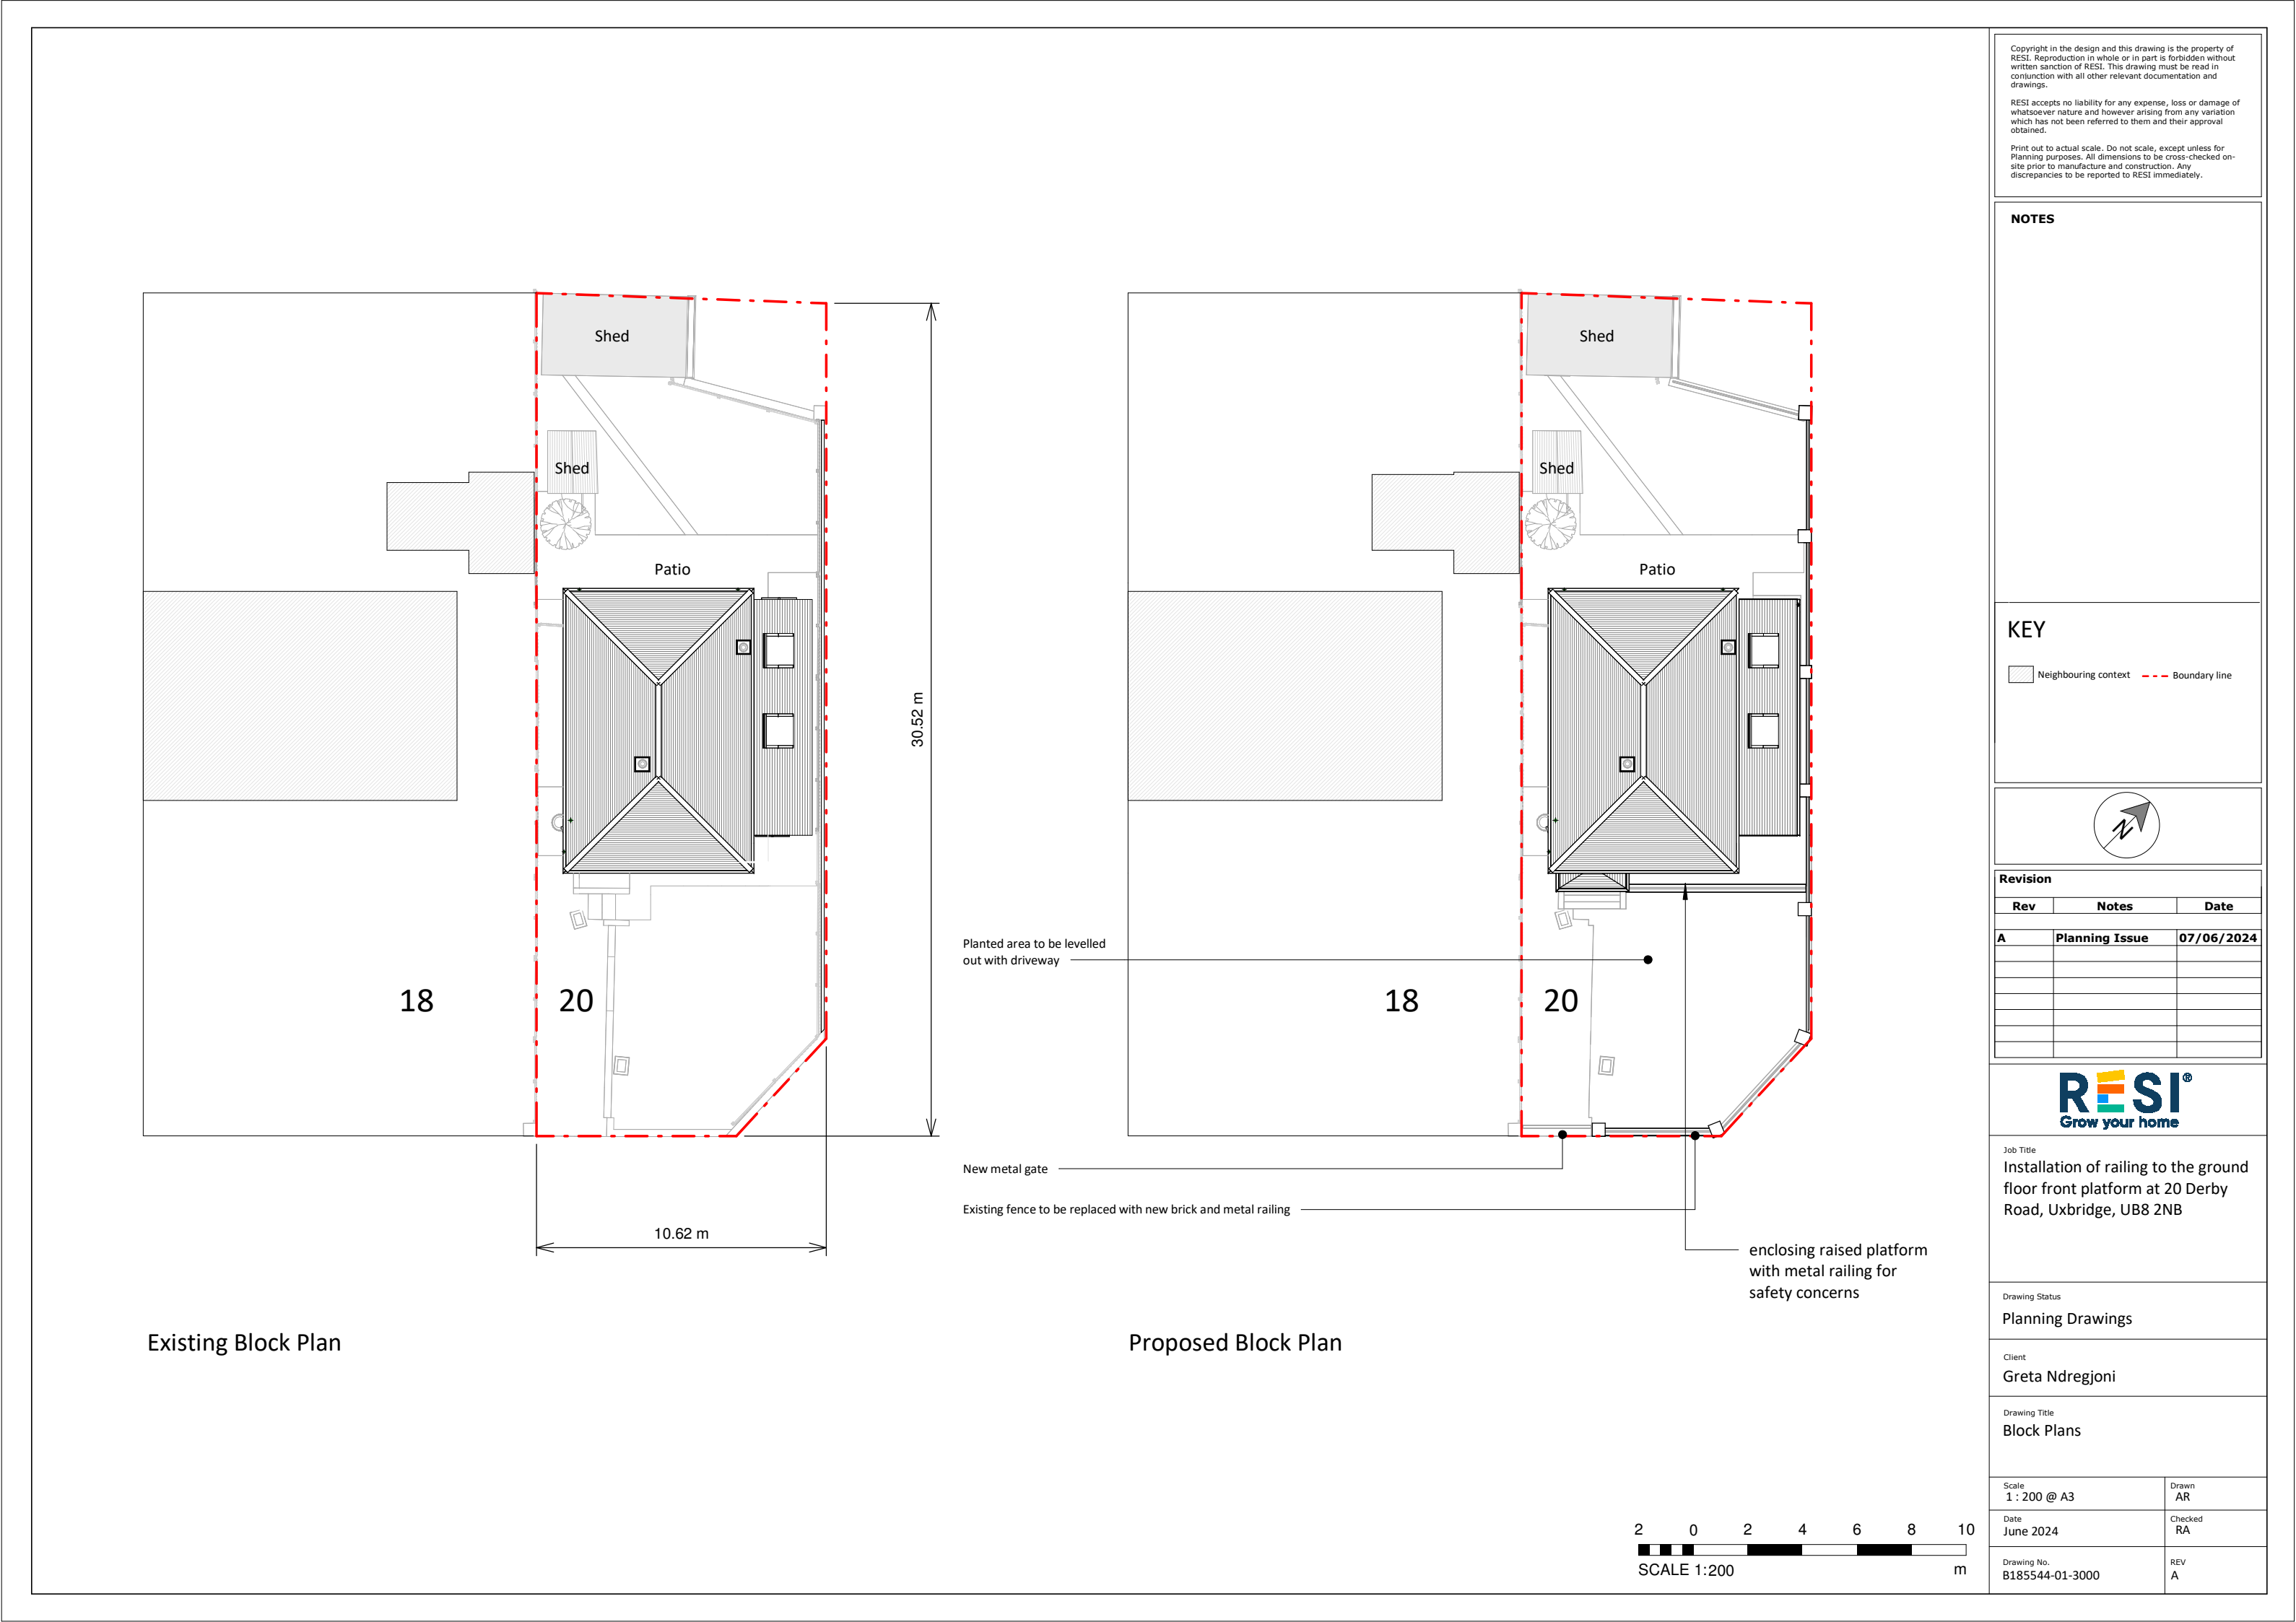 Shed
Shed
Patio
30.52 m
18
20
10.62 m
Existing Block Plan
Shed
Shed
Patio
Planted area to be levelled
out with driveway
18
20
New metal gate
Existing fence to be replaced with new brick and metal railing
enclosing raised platform
with metal railing for
safety concerns
Proposed Block Plan
2 0 2 4 6 8 10
SCALE 1:200 m
Copyright in the design and this drawing is the property of
RESI. Reproduction in whole or in part is forbidden without
written sanction of RESI. This drawing must be read in
conjunction with all other relevant documentation and
drawings.
RESI accepts no liability for any expense, loss or damage of
whatsoever nature and however arising from any variation
which has not been referred to them and their approval
obtained.
Print out to actual scale. Do not scale, except unless for
Planning purposes. All dimensions to be cross-checked on-
site prior to manufacture and construction. Any
discrepancies to be reported to RESI immediately.
NOTES
KEY
Neighbouring context
Boundary line
N
Revision
Rev Notes Date
A Planning Issue 07/06/2024
RESI®
Grow your home
Job Title
Installation of railing to the ground
floor front platform at 20 Derby
Road, Uxbridge, UB8 2NB
Drawing Status
Planning Drawings
Client
Greta Ndregjoni
Drawing Title
Block Plans
Scale
1 : 200 @ A3
Drawn
AR
Date
June 2024
Checked
RA
Drawing No.
B185544-01-3000
REV
A